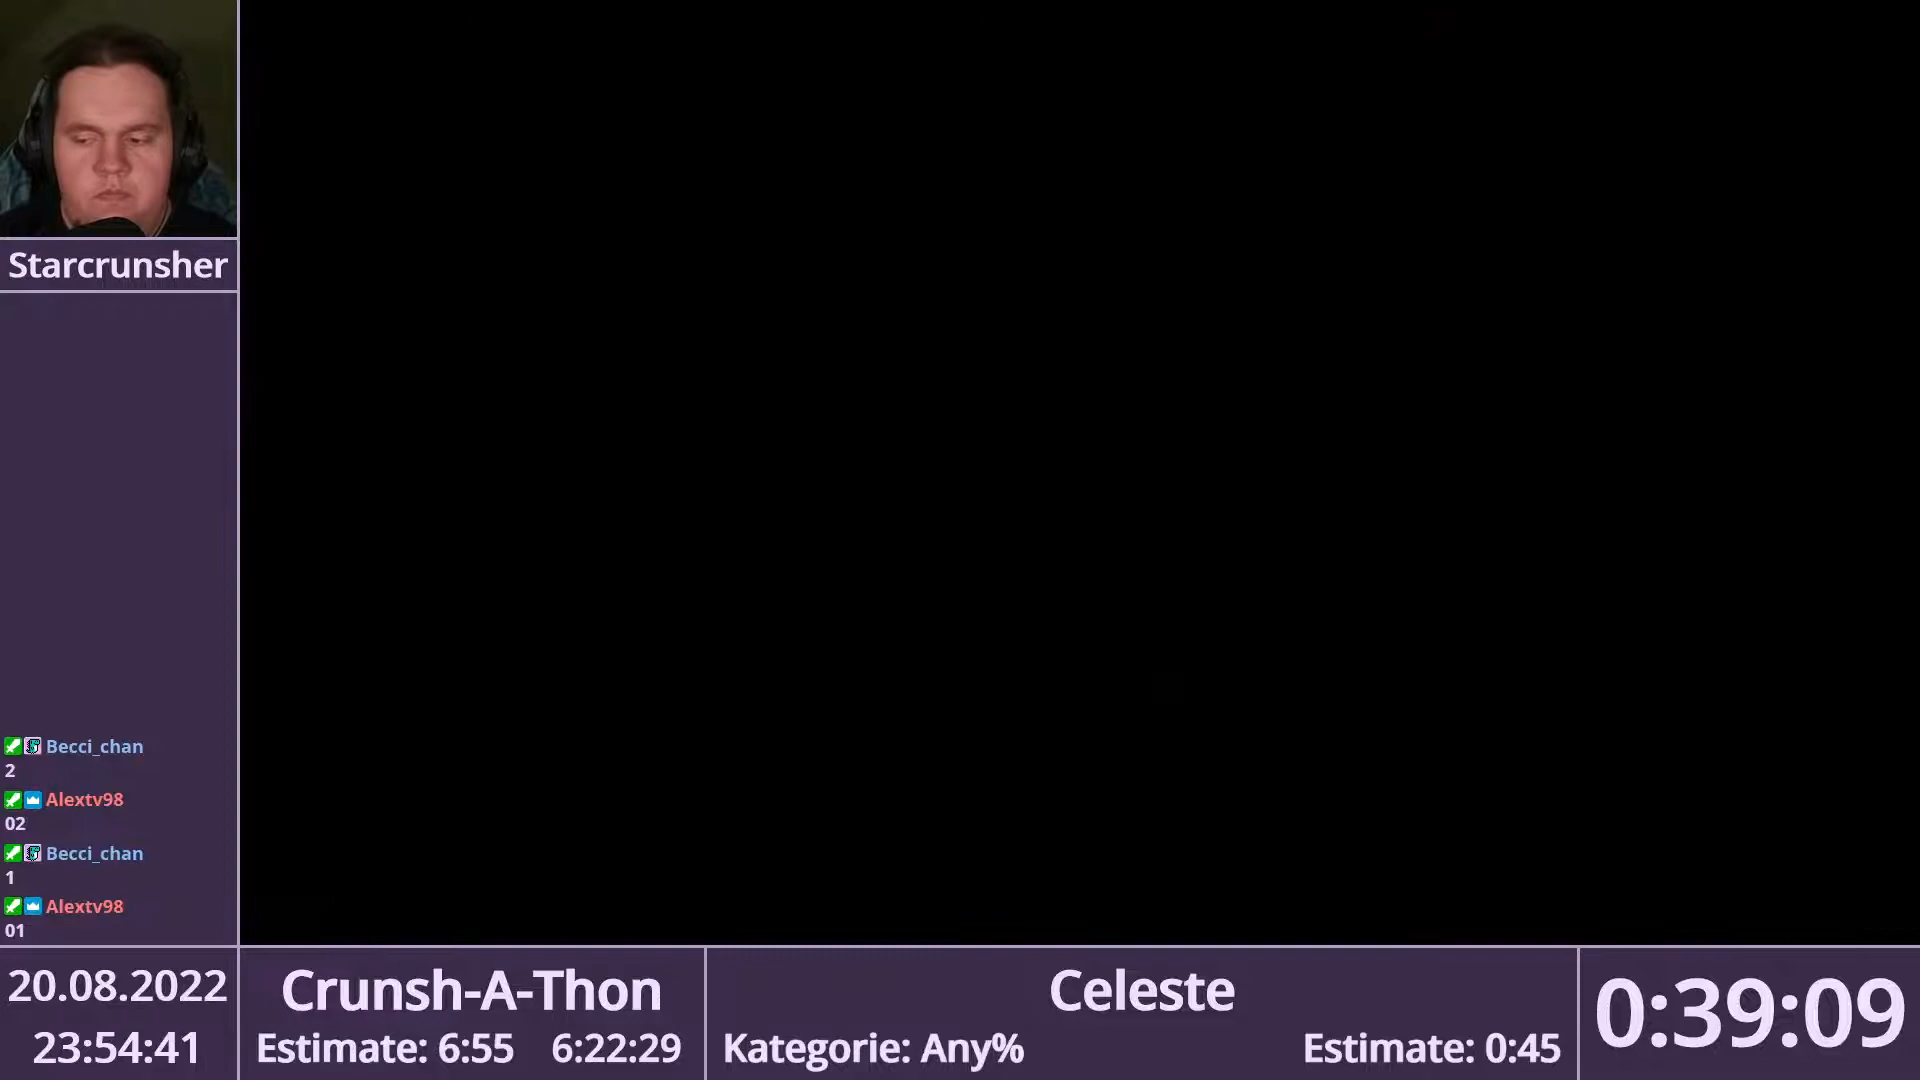 Starcrunsher
Becci_chan
2
Alextv98
02
Becci_chan
1
Alextv98
01
20.08.2022
23:54:41
Crunsh-A-Thon
Estimate: 6:55 6:22:29
Celeste
Kategorie: Any% Estimate: 0:45
0:39:09